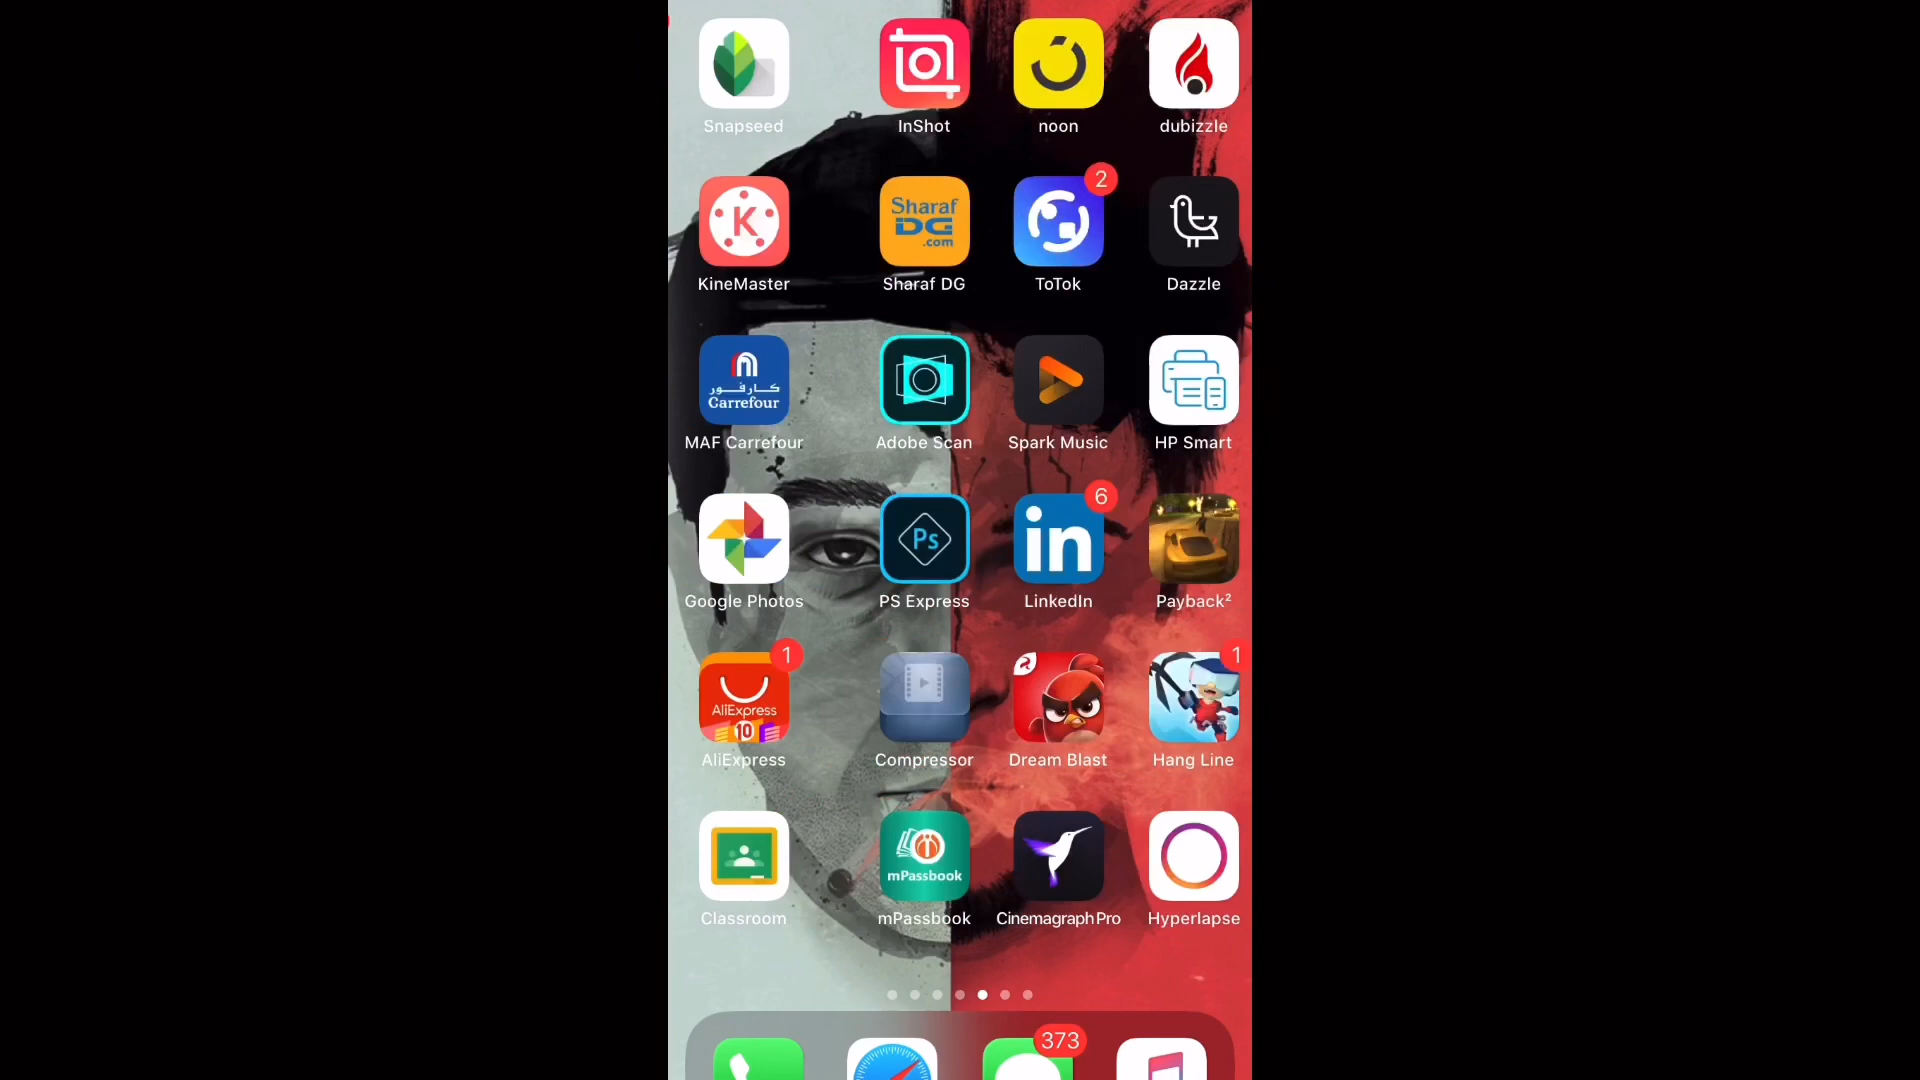 Snapseed
InShot
noon
dubizzle
K
Sharaf
DG
.com
2
KineMaster
Sharaf DG
ToTok
Dazzle
كارفور
Carrefour
MAF Carrefour
Adobe Scan
Spark Music
HP Smart
Ps
in
6
Google Photos
PS Express
LinkedIn
Payback²
1
AliExpress
10
1
AliExpress
Compressor
Dream Blast
Hang Line
mPassbook
Classroom
mPassbook
Cinemagraph Pro
Hyperlapse
373